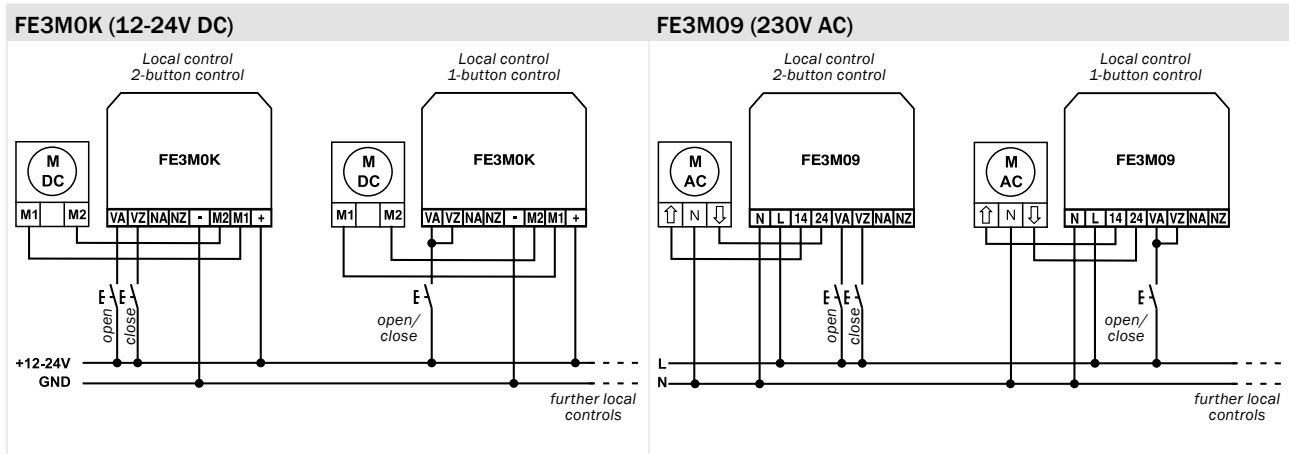 FE3M0K (12-24V DC)
FE3M09 (230V AC)
Local control
2-button control
Local control
1-button control
Local control
2-button control
Local control
1-button control
M
DC
FE3M0K
M
DC
FE3M0K
M
AC
FE3M09
M
AC
FE3M09
M1 M2
VA VZ NA NZ - M2 M1 +
M1 M2
VA VZ NA NZ - M2 M1 +
N
N L 14 24 VA VZ NA NZ
N
N L 14 24 VA VZ NA NZ
open
close
open/
close
open
close
open/
close
+12-24V
GND
further local
controls
L
N
further local
controls